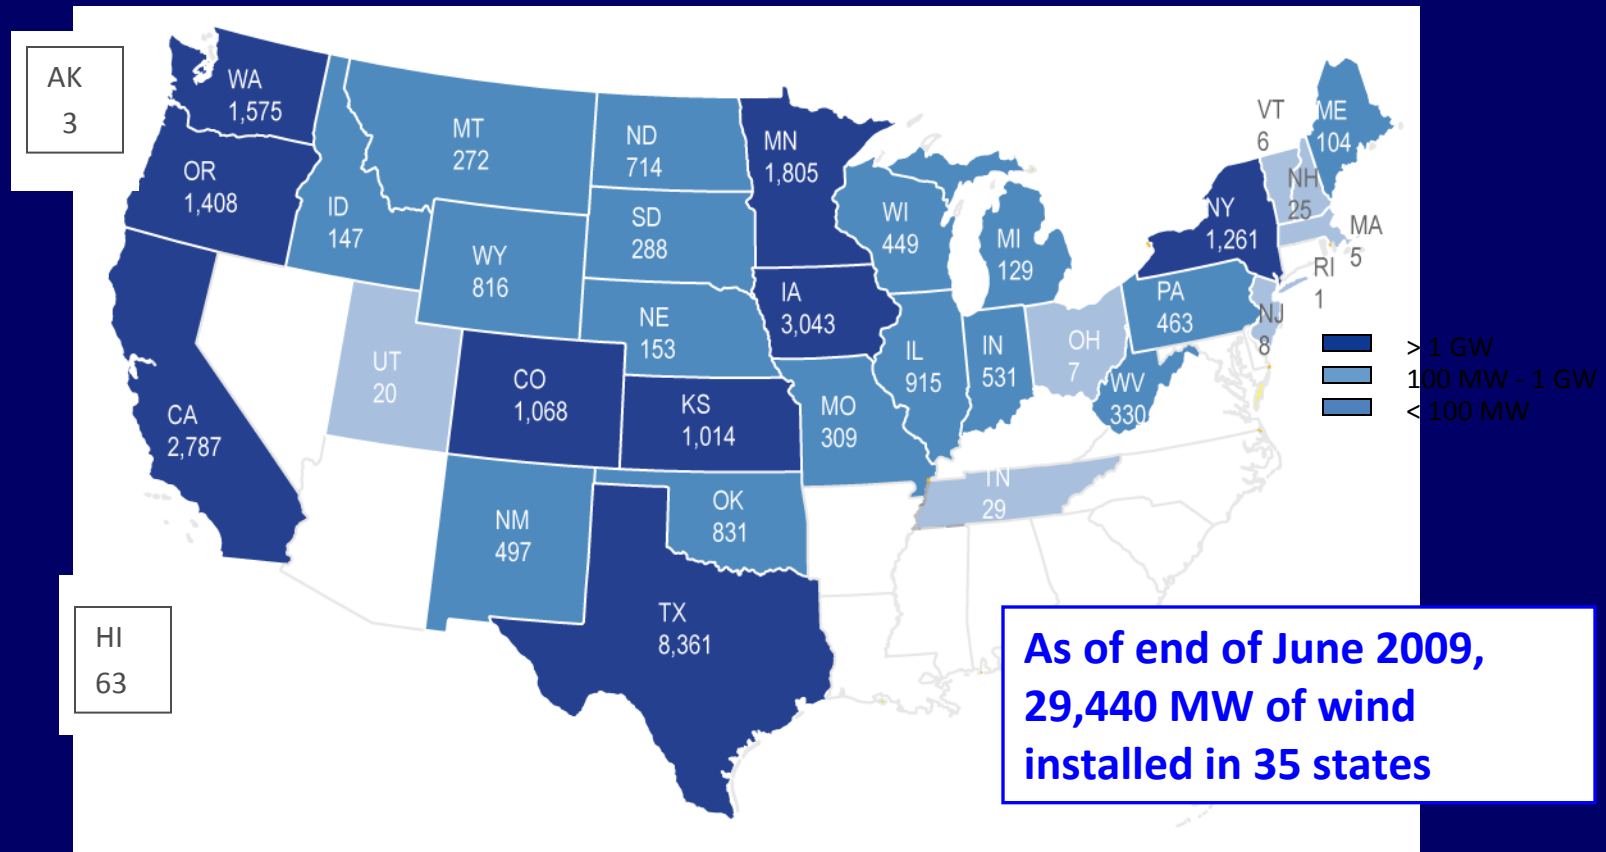 AK
3
WA
1,575
OR
1,408
CA
2,787
ID
147
MT
272
WY
816
UT
20
CO
1,068
NM
497
ND
714
SD
288
NE
153
KS
1,014
OK
831
TX
8,361
MN
1,805
IA
3,043
MO
309
WI
449
IL
915
MI
129
IN
531
OH
7
TN
29
WV
330
PA
463
NY
1,261
VT
6
NH
25
ME
104
MA
5
RI
1
NJ
8
> 1 GW
100 MW - 1 GW
< 100 MW
HI
63
As of end of June 2009,
29,440 MW of wind
installed in 35 states